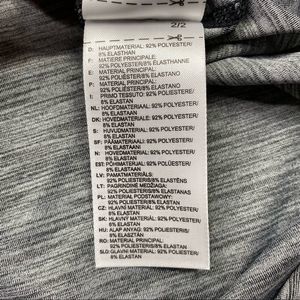 2/2
D: HAUPTMATERIAL: 92% POLYESTER/
8% ELASTHAN
F: MATIERE PRINCIPALE:
92% POLYESTER/8% ELASTHANNE
E: MATERIAL PRINCIPAL:
92% POLIÉSTER/8% ELASTANO
P: MATERIAL PRINCIPAL:
92% POLIÉSTER/8% ELASTANO
I: PRIMO TESSUTO: 92% POLIESTERE/
8% ELASTAN
NL: HOOFDMATERIAAL: 92% POLYESTER/
8% ELASTAAN
DK: HOVEDMATERIALE: 92% POLYESTER/
8% ELASTAN
S: HUVUDMATERIAL: 92% POLYESTER/
8% ELASTAN
SF: PÄÄMATERIAALI: 92% POLYESTERI/
8% ELASTAANI
N: HOVEDMATERIALE: 92% POLYESTER/
8% ELASTAN
EST: PÕHIMATERJAL: 92% POLÜESTER/
8% ELASTAAN
LV: PAMATMATERIĀLS:
92% POLIESTERIS/8% ELASTĀNS
LT: PAGRINDINĖ MEDŽIAGA:
92% POLIESTERIS/8% ELASTANAS
PL: MATERIAŁ PODSTAWOWY:
92% POLIESTER/8% ELASTAN
CZ: HLAVNÍ MATERIÁL: 92% POLYESTER/
8% ELASTAN
SK: HLAVNÝ MATERIÁL: 92% POLYESTER/
8% ELASTAN
HU: ALAP ANYAG: 92% POLIÉSZTER/
8% ELASZTÁN
RO: MATERIAL PRINCIPAL: 92% POLIESTER/
8% ELASTAN
SLO: GLAVNI MATERIAL: 92% POLIESTER/
8% ELASTAN